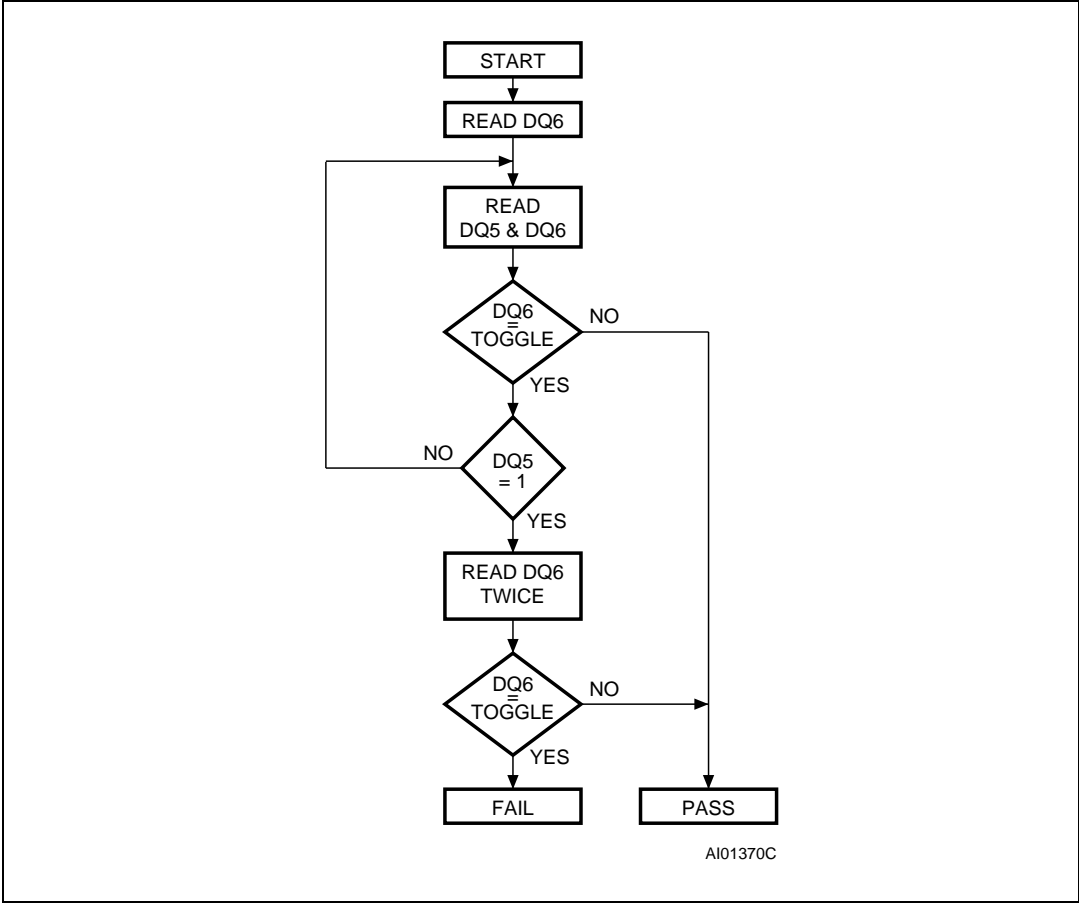 START
READ DQ6
READ
DQ5 & DQ6
DQ6
=
TOGGLE
NO
YES
NO
DQ5
= 1
YES
READ DQ6
TWICE
DQ6
=
TOGGLE
NO
YES
FAIL
PASS
AI01370C